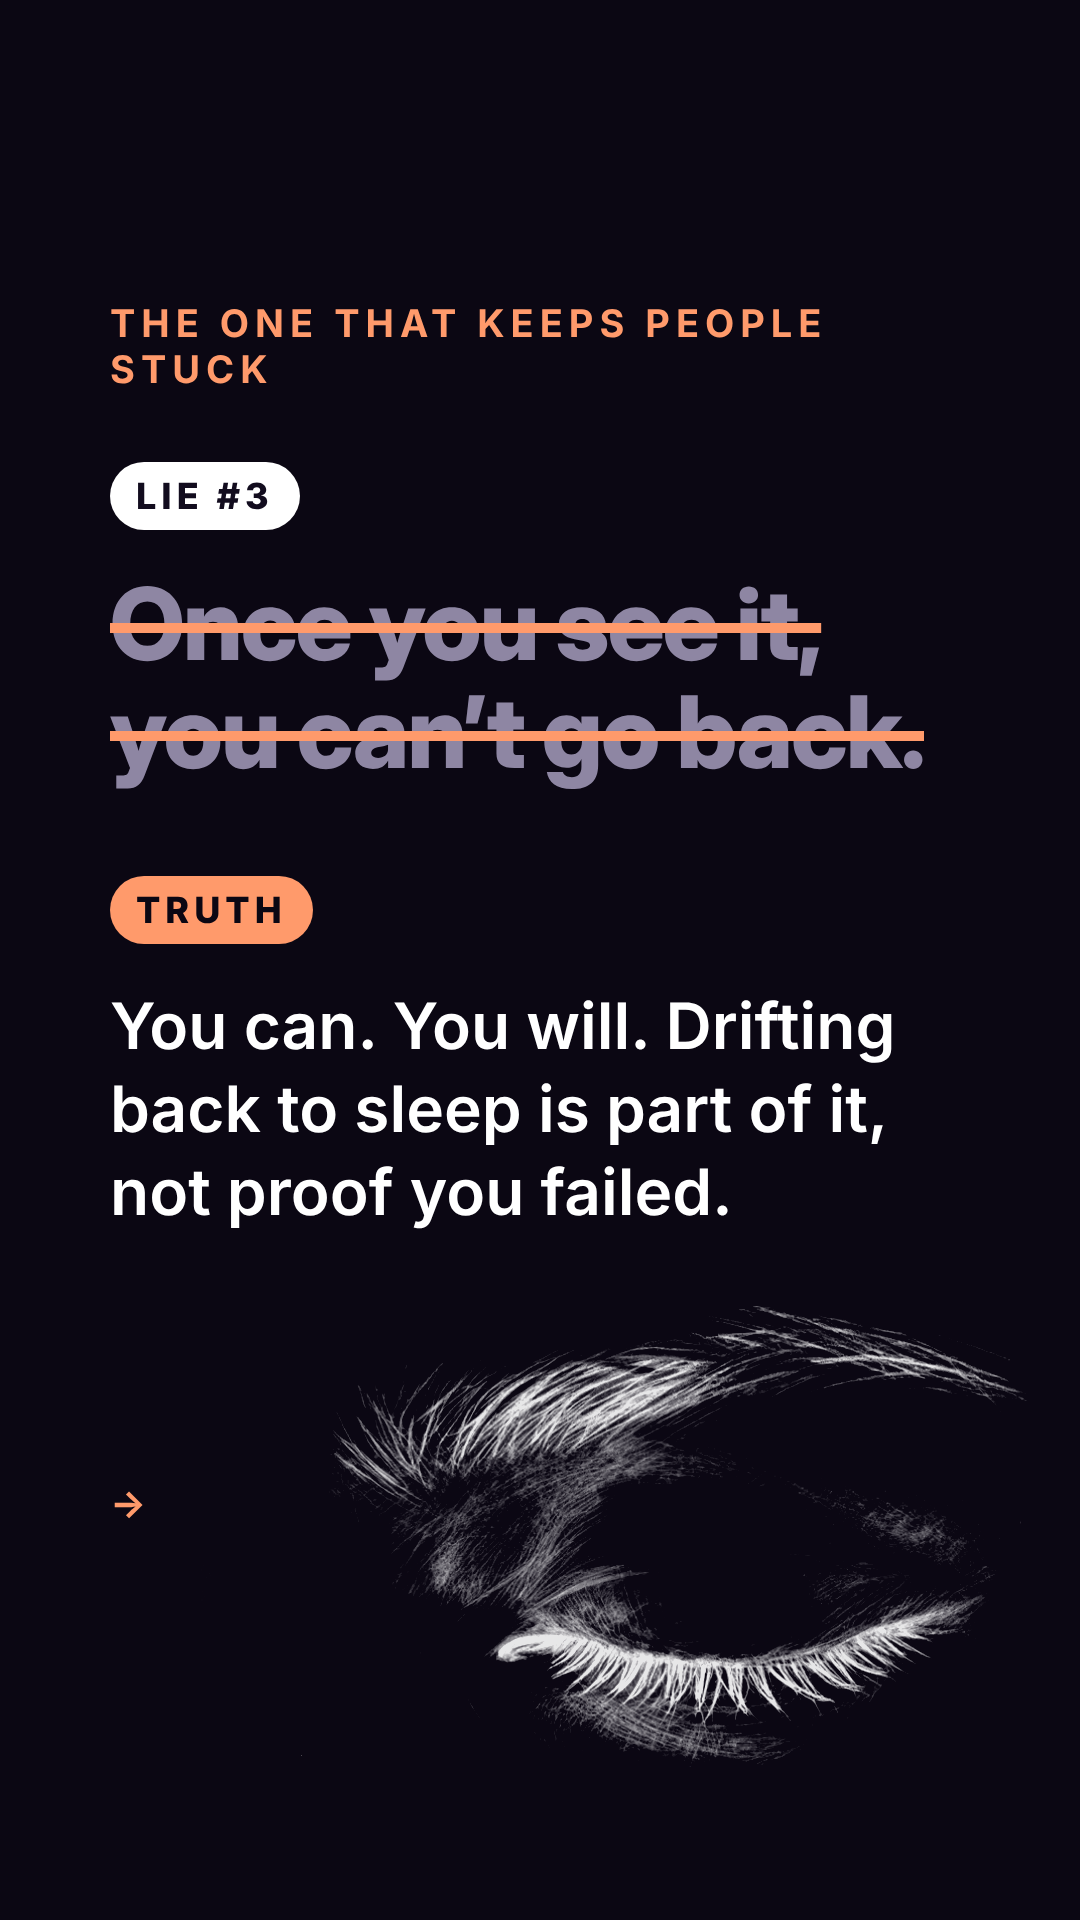 THE ONE THAT KEEPS PEOPLE
STUCK
LIE #3
Once you see it,
you can’t go back.
TRUTH
You can. You will. Drifting
back to sleep is part of it,
not proof you failed.
→